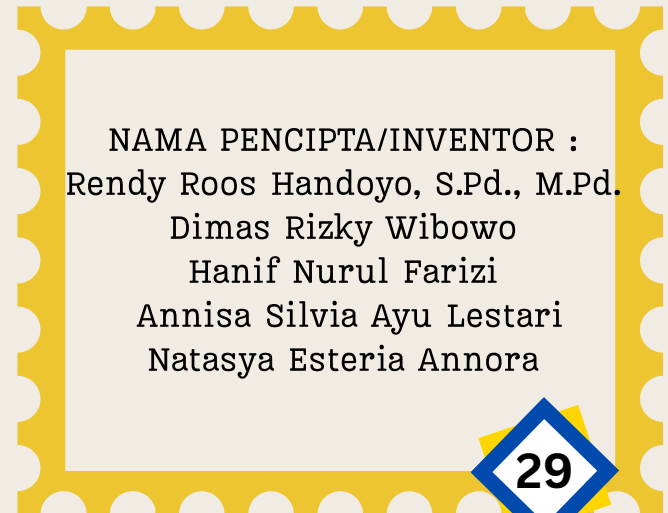 NAMA PENCIPTA/INVENTOR :
Rendy Roos Handoyo, S.Pd., M.Pd.
Dimas Rizky Wibowo
Hanif Nurul Farizi
Annisa Silvia Ayu Lestari
Natasya Esteria Annora
29